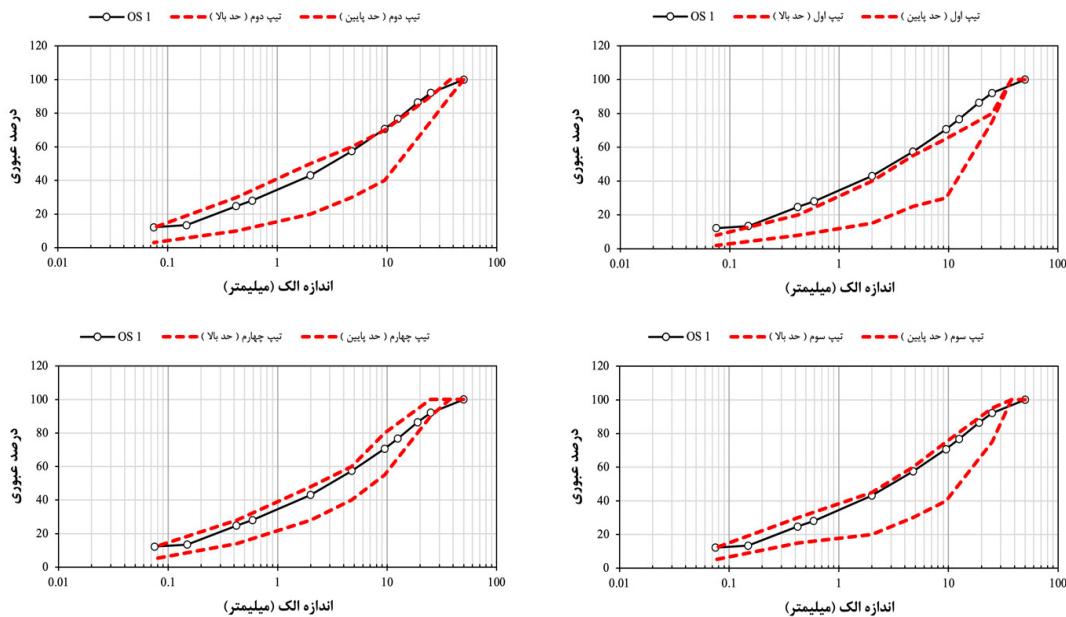 OS 1 تیپ دوم ( حد بالا ) تیپ دوم ( حد پایین )
درصد عبوری
120
100
80
60
40
20
0
0.01 0.1 1 10 100
اندازه الک (میلیمتر)
OS 1 تیپ اول ( حد بالا ) تیپ اول ( حد پایین )
درصد عبوری
120
100
80
60
40
20
0
0.01 0.1 1 10 100
اندازه الک (میلیمتر)
OS 1 تیپ چهارم ( حد بالا ) تیپ چهارم ( حد پایین )
درصد عبوری
120
100
80
60
40
20
0
0.01 0.1 1 10 100
اندازه الک (میلیمتر)
OS 1 تیپ سوم ( حد بالا ) تیپ سوم ( حد پایین )
درصد عبوری
120
100
80
60
40
20
0
0.01 0.1 1 10 100
اندازه الک (میلیمتر)